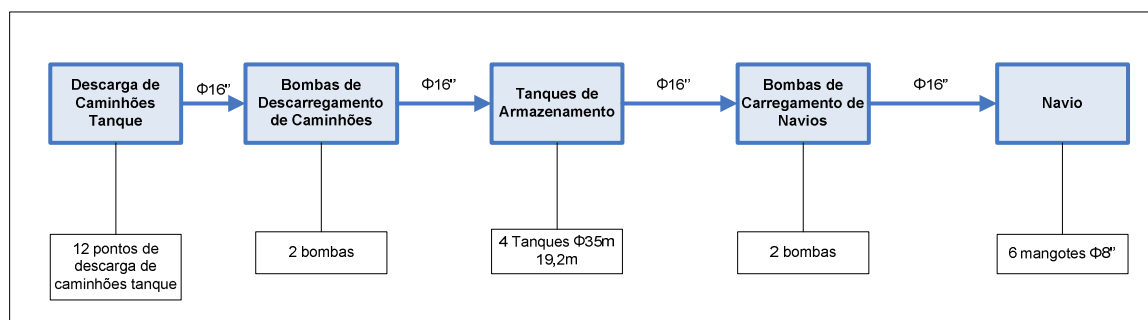 Descarga de
Caminhões
Tanque
Φ16"
Bombas de
Descarregamento
de Caminhões
Φ16"
Tanques de
Armazenamento
Φ16"
Bombas de
Carregamento de
Navios
Φ16"
Navio
12 pontos de
descarga de
caminhões tanque
2 bombas
4 Tanques Φ35m
19,2m
2 bombas
6 mangotes Φ8"